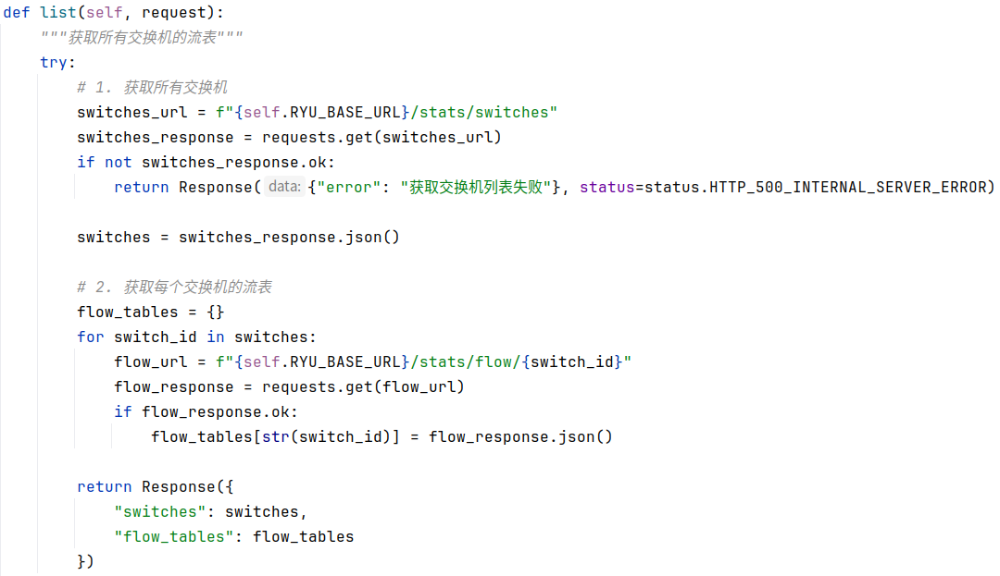 def list(self, request):
    """获取所有交换机的流表"""
    try:
        # 1. 获取所有交换机
        switches_url = f"{self.RYU_BASE_URL}/stats/switches"
        switches_response = requests.get(switches_url)
        if not switches_response.ok:
            return Response( data: {"error": "获取交换机列表失败"}, status=status.HTTP_500_INTERNAL_SERVER_ERROR)

        switches = switches_response.json()

        # 2. 获取每个交换机的流表
        flow_tables = {}
        for switch_id in switches:
            flow_url = f"{self.RYU_BASE_URL}/stats/flow/{switch_id}"
            flow_response = requests.get(flow_url)
            if flow_response.ok:
                flow_tables[str(switch_id)] = flow_response.json()

        return Response({
            "switches": switches,
            "flow_tables": flow_tables
        })